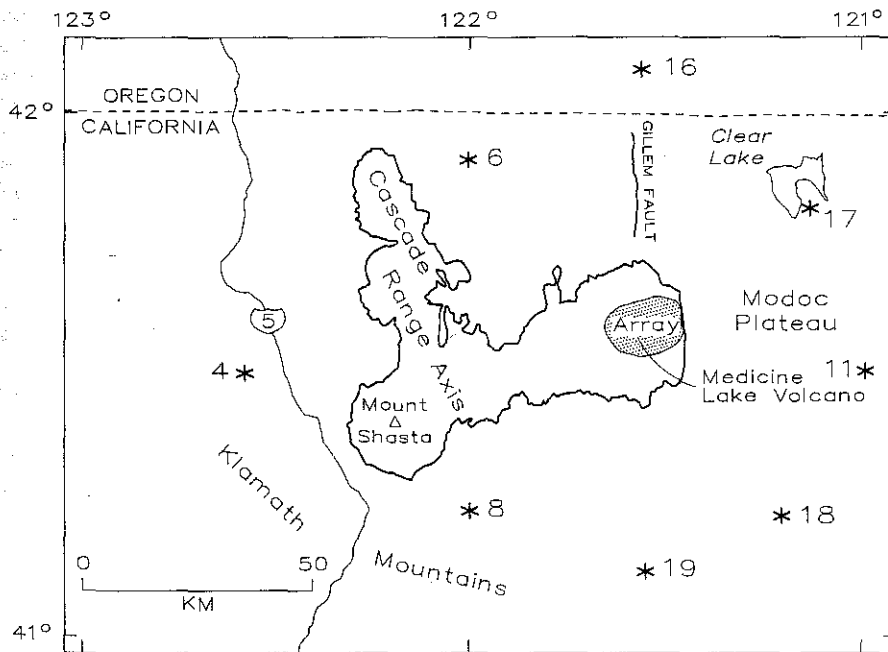 123° 122° 121°
* 16
OREGON
42°
CALIFORNIA
GILLEM FAULT
Clear
Lake
* 6
* 17
Cascade
Range
Axis
5
Modoc
Plateau
Array
4 *
11 *
Medicine
Lake Volcano
Mount
△
Shasta
Klamath
Mountains
* 8
* 18
* 19
0 50
KM
41°